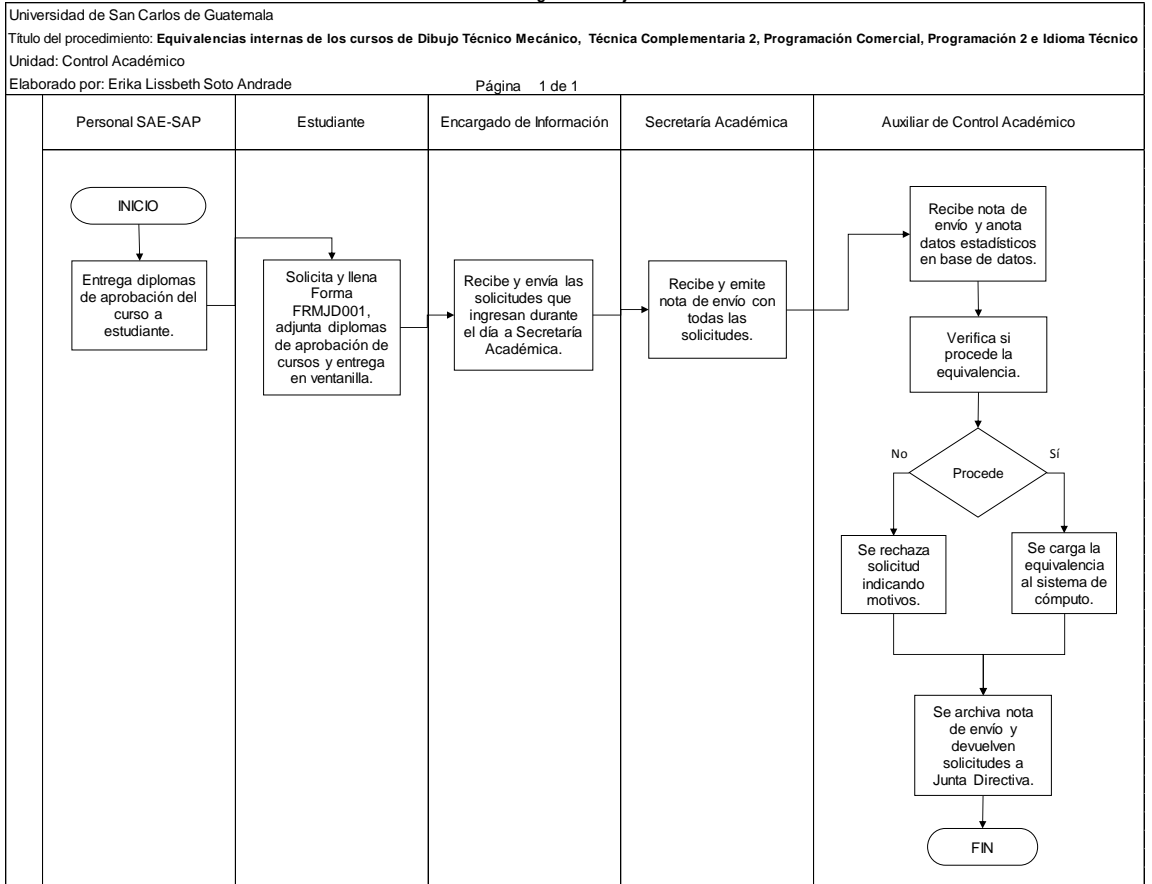 Universidad de San Carlos de Guatemala
Título del procedimiento: Equivalencias internas de los cursos de Dibujo Técnico Mecánico, Técnica Complementaria 2, Programación Comercial, Programación 2 e Idioma Técnico
Unidad: Control Académico
Elaborado por: Erika Lissbeth Soto Andrade
Página 1 de 1
Personal SAE-SAP
Estudiante
Encargado de Información
Secretaría Académica
Auxiliar de Control Académico
INICIO
Entrega diplomas
de aprobación del
curso a
estudiante.
Solicita y llena
Forma
FRMJD001,
adjunta diplomas
de aprobación de
cursos y entrega
en ventanilla.
Recibe y envía las
solicitudes que
ingresan durante
el día a Secretaría
Académica.
Recibe y emite
nota de envío con
todas las
solicitudes.
Recibe nota de
envío y anota
datos estadísticos
en base de datos.
Verifica si
procede la
equivalencia.
No
Procede
Sí
Se rechaza
solicitud
indicando
motivos.
Se carga la
equivalencia
al sistema de
cómputo.
Se archiva nota
de envío y
devuelven
solicitudes a
Junta Directiva.
FIN